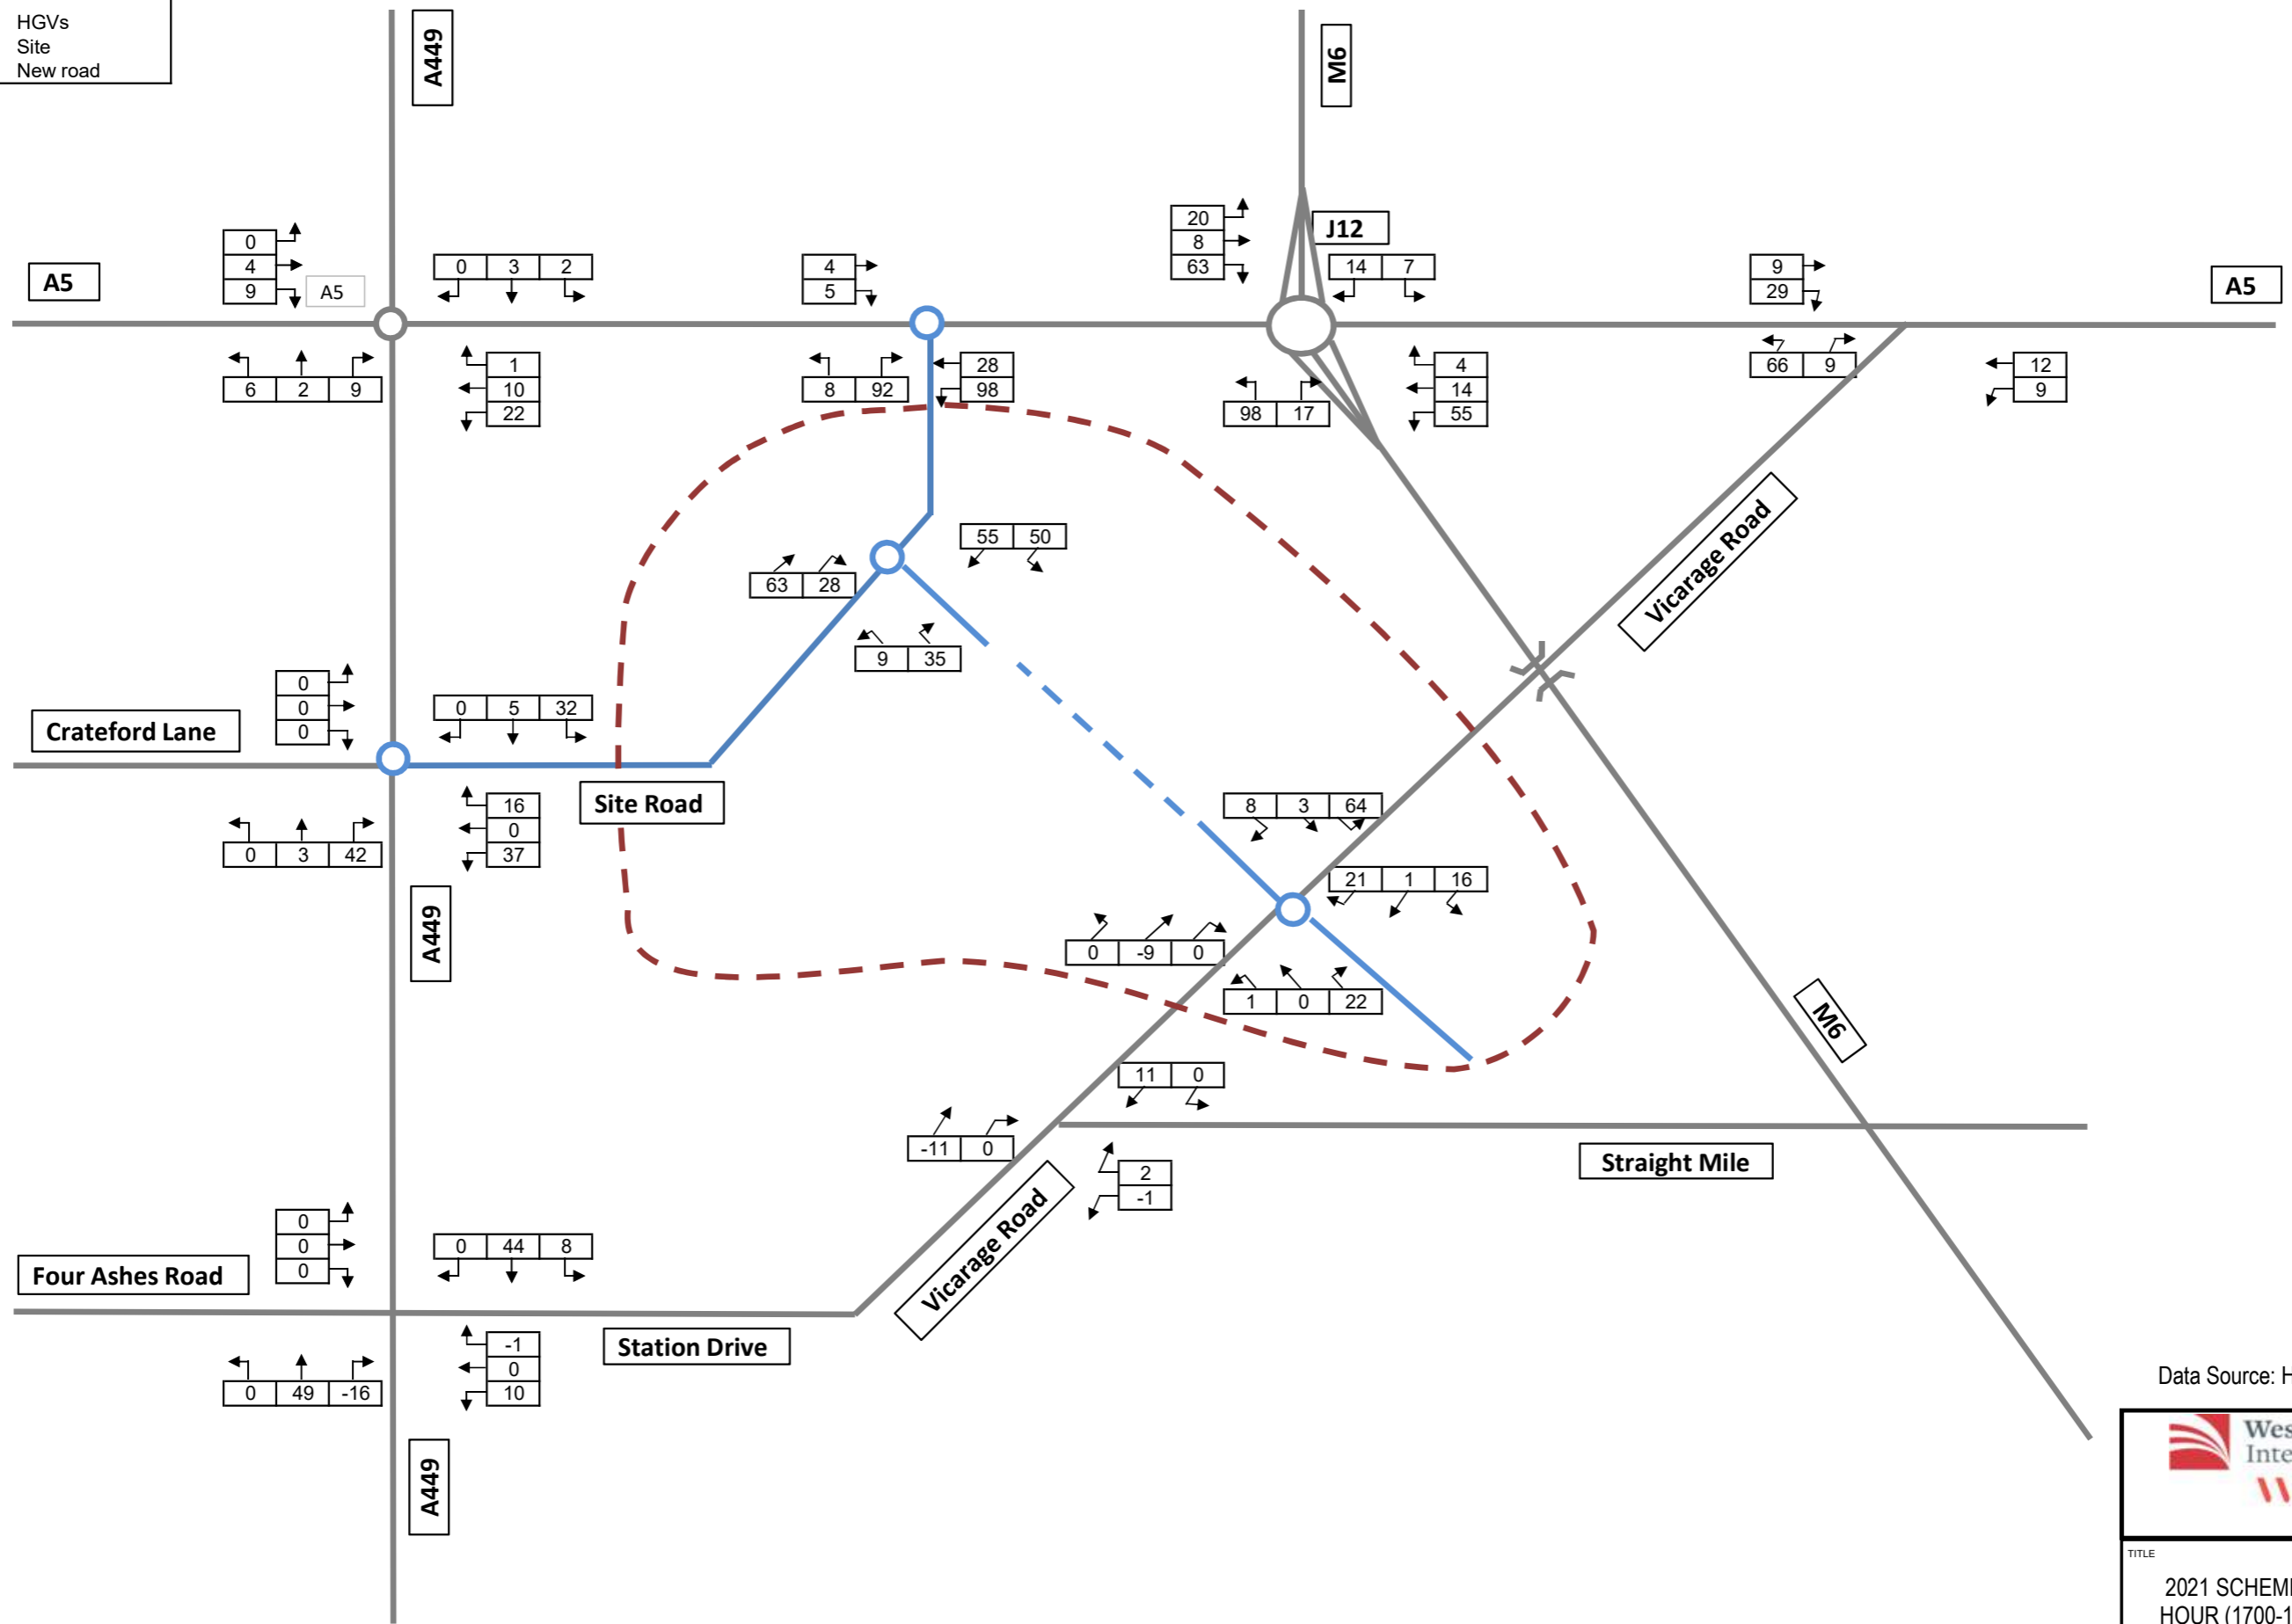 HGVs
Site
New road
A449
M6
J12
A5
A5
A5
0
4
9
0 3 2
4
5
20
8
63
14 7
9
29
6 2 9
1
10
22
8 92
28
98
98 17
4
14
55
66 9
12
9
55 50
63 28
9 35
Vicarage Road
Crateford Lane
0
0
0
0 5 32
Site Road
0 3 42
16
0
37
8 3 64
21 1 16
A449
0 -9 0
1 0 22
M6
11 0
-11 0
Straight Mile
2
-1
Vicarage Road
Four Ashes Road
0
0
0
0 44 8
Station Drive
0 49 -16
-1
0
10
A449
Data Source: H
Wes
Inte
TITLE
2021 SCHEM
HOUR (1700-1